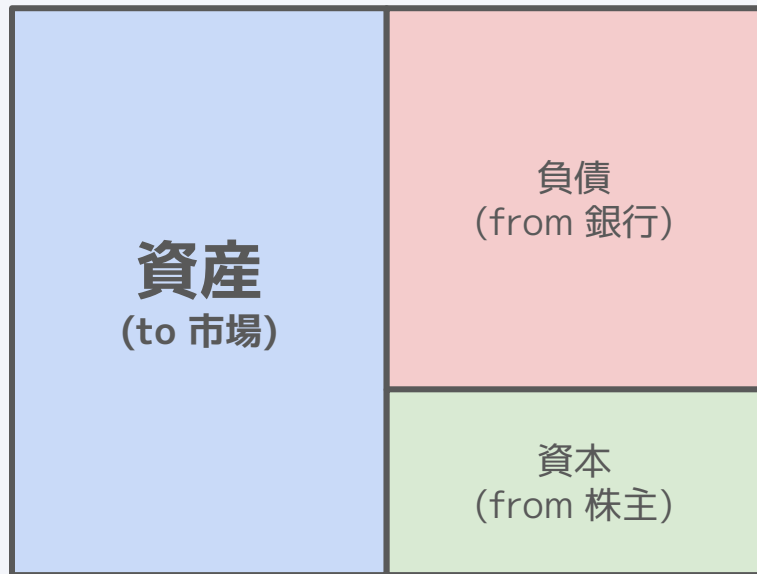 資産
(to 市場)
負債
(from 銀行)
資本
(from 株主)